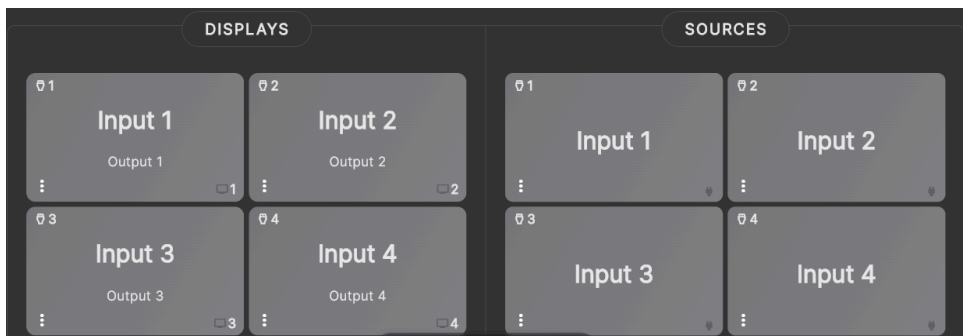 DISPLAYS
SOURCES
1
Input 1
Output 1
1
2
Input 2
Output 2
2
3
Input 3
Output 3
3
4
Input 4
Output 4
4
1
Input 1
2
Input 2
3
Input 3
4
Input 4